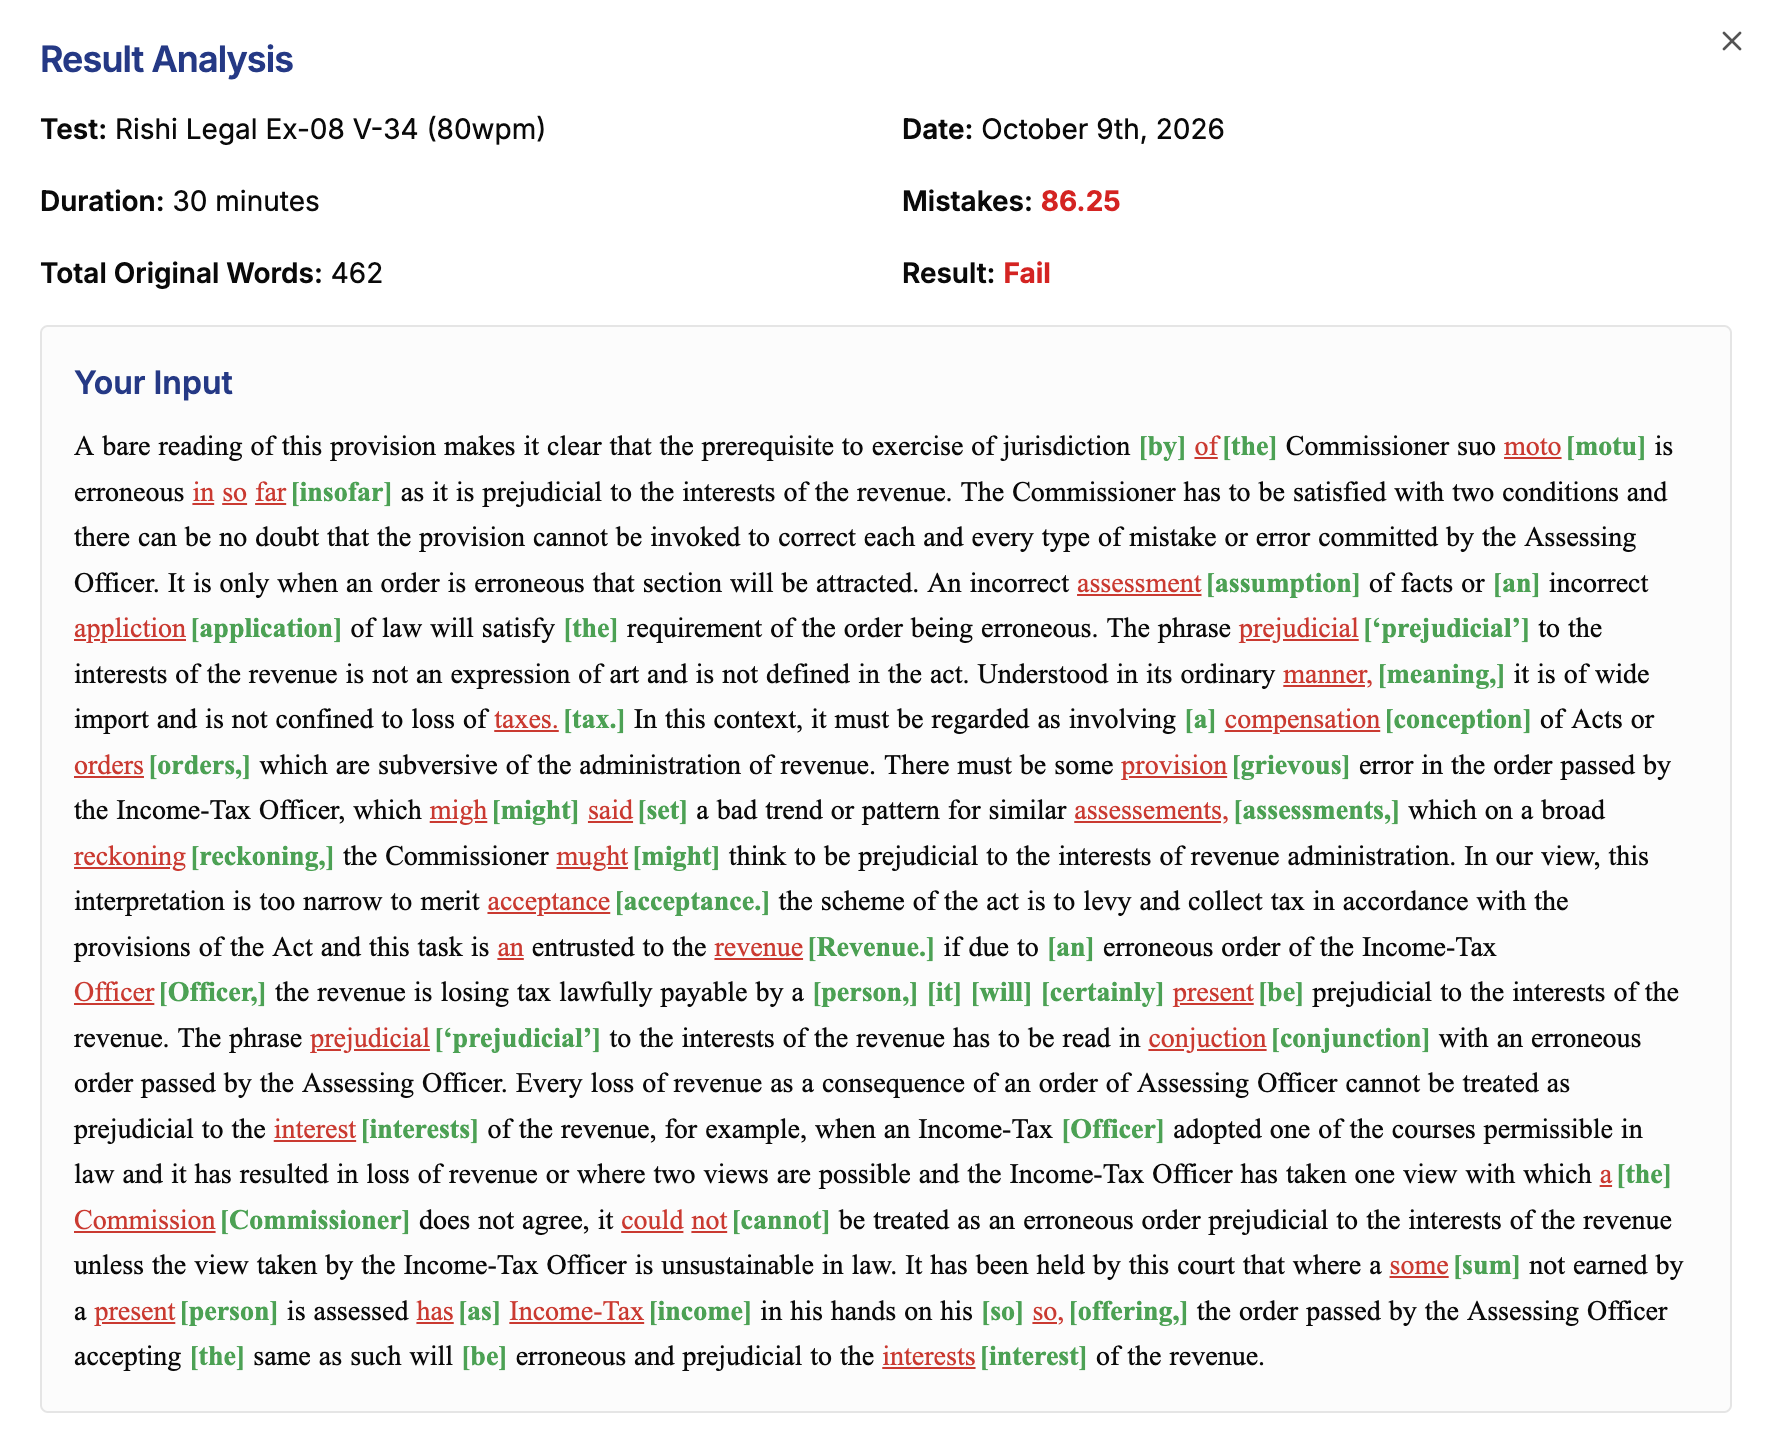 Result Analysis
Test: Rishi Legal Ex-08 V-34 (80wpm)
Date: October 9th, 2026
Duration: 30 minutes
Mistakes: 86.25
Total Original Words: 462
Result: Fail
Your Input
A bare reading of this provision makes it clear that the prerequisite to exercise of jurisdiction [by] of [the] Commissioner suo moto [motu] is
erroneous in so far [insofar] as it is prejudicial to the interests of the revenue. The Commissioner has to be satisfied with two conditions and
there can be no doubt that the provision cannot be invoked to correct each and every type of mistake or error committed by the Assessing
Officer. It is only when an order is erroneous that section will be attracted. An incorrect assessment [assumption] of facts or [an] incorrect
appliction [application] of law will satisfy [the] requirement of the order being erroneous. The phrase prejudicial [‘prejudicial’] to the
interests of the revenue is not an expression of art and is not defined in the act. Understood in its ordinary manner, [meaning,] it is of wide
import and is not confined to loss of taxes. [tax.] In this context, it must be regarded as involving [a] compensation [conception] of Acts or
orders [orders,] which are subversive of the administration of revenue. There must be some provision [grievous] error in the order passed by
the Income-Tax Officer, which migh [might] said [set] a bad trend or pattern for similar assessements, [assessments,] which on a broad
reckoning [reckoning,] the Commissioner mught [might] think to be prejudicial to the interests of revenue administration. In our view, this
interpretation is too narrow to merit acceptance [acceptance.] the scheme of the act is to levy and collect tax in accordance with the
provisions of the Act and this task is an entrusted to the revenue [Revenue.] if due to [an] erroneous order of the Income-Tax
Officer [Officer,] the revenue is losing tax lawfully payable by a [person,] [it] [will] [certainly] present [be] prejudicial to the interests of the
revenue. The phrase prejudicial [‘prejudicial’] to the interests of the revenue has to be read in conjuction [conjunction] with an erroneous
order passed by the Assessing Officer. Every loss of revenue as a consequence of an order of Assessing Officer cannot be treated as
prejudicial to the interest [interests] of the revenue, for example, when an Income-Tax [Officer] adopted one of the courses permissible in
law and it has resulted in loss of revenue or where two views are possible and the Income-Tax Officer has taken one view with which a [the]
Commission [Commissioner] does not agree, it could not [cannot] be treated as an erroneous order prejudicial to the interests of the revenue
unless the view taken by the Income-Tax Officer is unsustainable in law. It has been held by this court that where a some [sum] not earned by
a present [person] is assessed has [as] Income-Tax [income] in his hands on his [so] so, [offering,] the order passed by the Assessing Officer
accepting [the] same as such will [be] erroneous and prejudicial to the interests [interest] of the revenue.